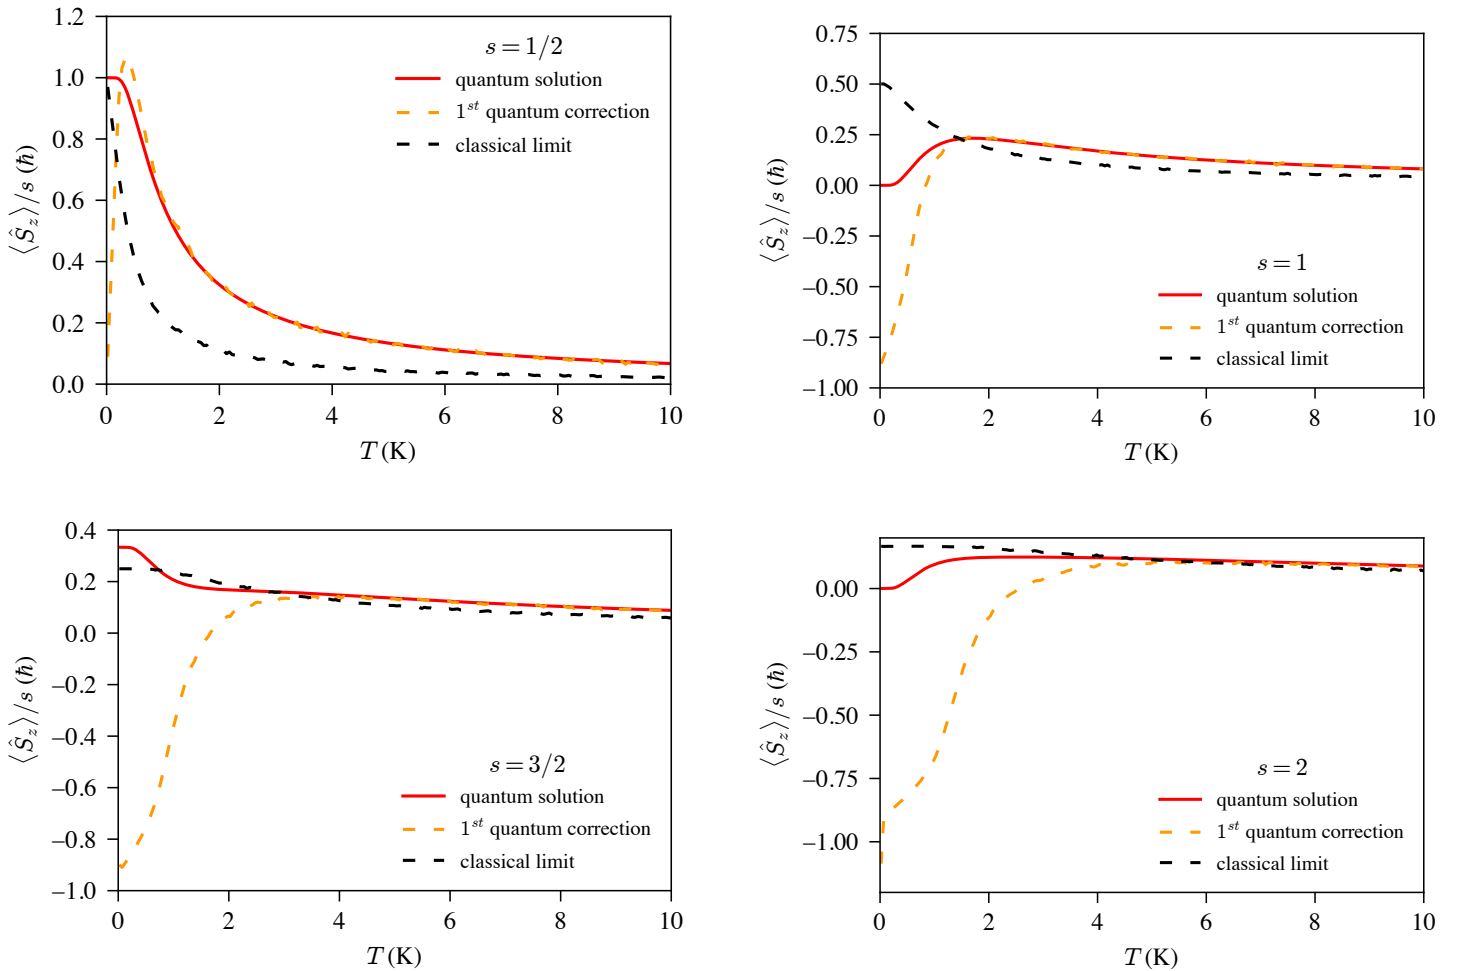 s = 1/2
quantum solution
1st quantum correction
classical limit
⟨Ŝz⟩/s (ħ)
1.2
1.0
0.8
0.6
0.4
0.2
0.0
0 2 4 6 8 10
T (K)
s = 1
quantum solution
1st quantum correction
classical limit
⟨Ŝz⟩/s (ħ)
0.75
0.50
0.25
0.00
−0.25
−0.50
−0.75
−1.00
0 2 4 6 8 10
T (K)
s = 3/2
quantum solution
1st quantum correction
classical limit
⟨Ŝz⟩/s (ħ)
0.4
0.2
0.0
−0.2
−0.4
−0.6
−0.8
−1.0
0 2 4 6 8 10
T (K)
s = 2
quantum solution
1st quantum correction
classical limit
⟨Ŝz⟩/s (ħ)
0.00
−0.25
−0.50
−0.75
−1.00
0 2 4 6 8 10
T (K)